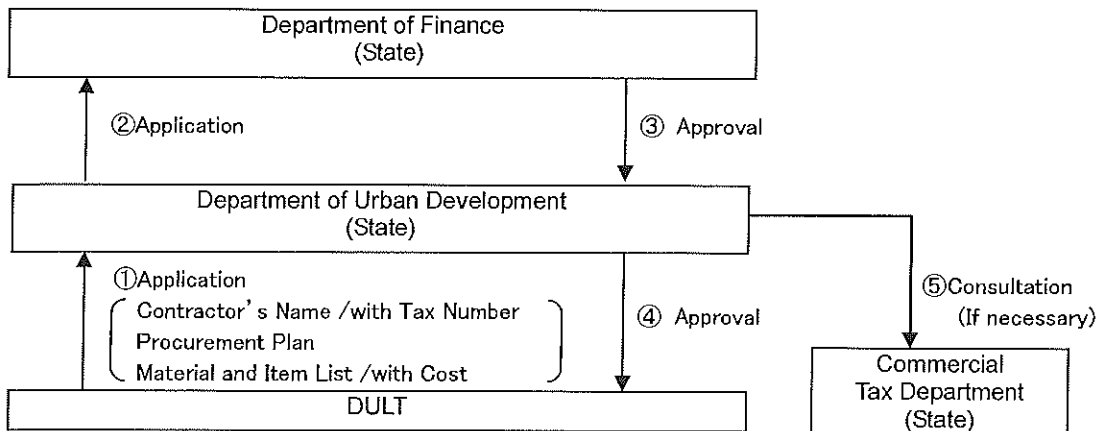 Department of Finance
(State)
②Application
③ Approval
Department of Urban Development
(State)
①Application
Contractor's Name /with Tax Number
Procurement Plan
Material and Item List /with Cost
④ Approval
⑤Consultation
(If necessary)
DULT
Commercial
Tax Department
(State)